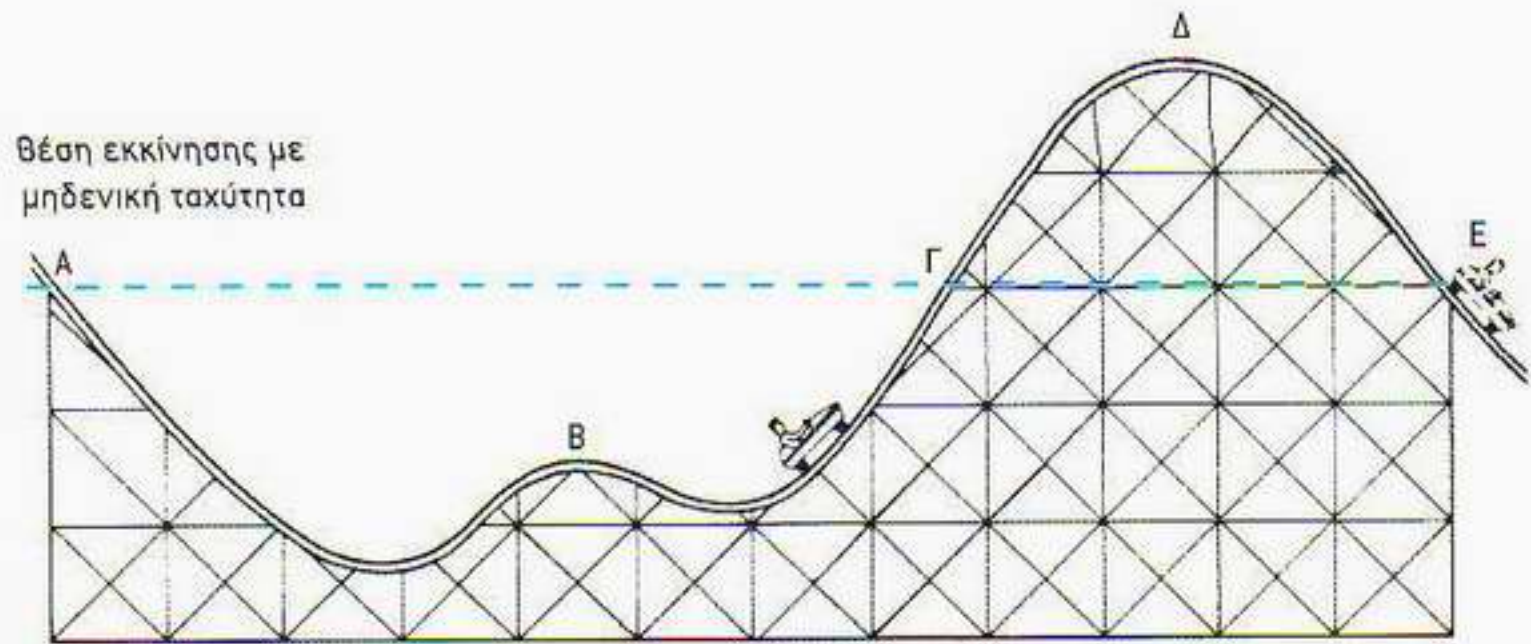 Δ
θέση εκκίνησης με
μηδενική ταχύτητα
Α
Γ
Ε
Β